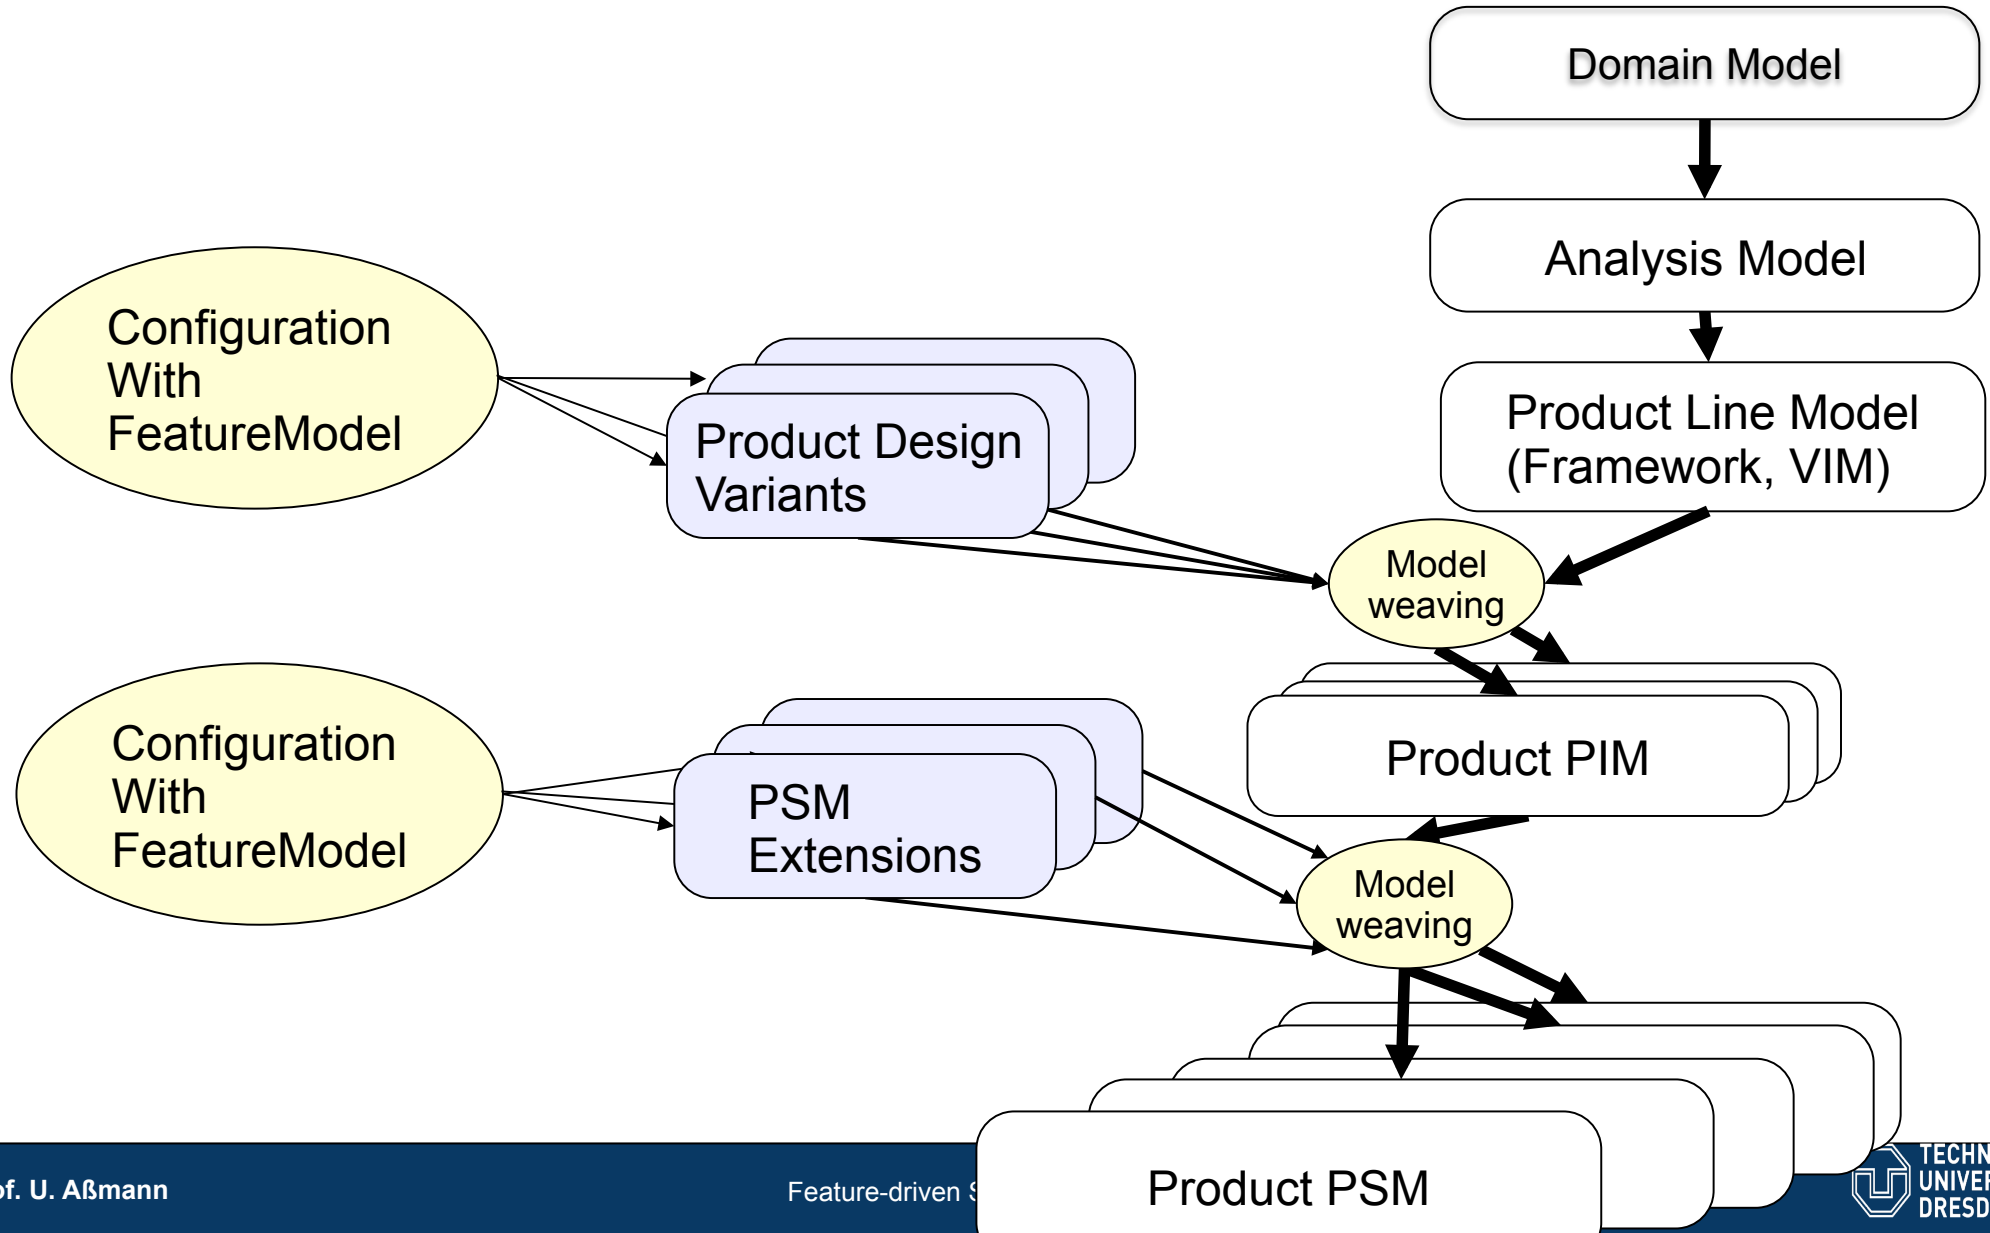 Domain Model
Analysis Model
Configuration
With
FeatureModel
Product Line Model
(Framework, VIM)
Product Design
Variants
Model
weaving
Configuration
With
FeatureModel
PSM
Extensions
Product PIM
Model
weaving
Product PSM
U. Aßmann
Feature-driven